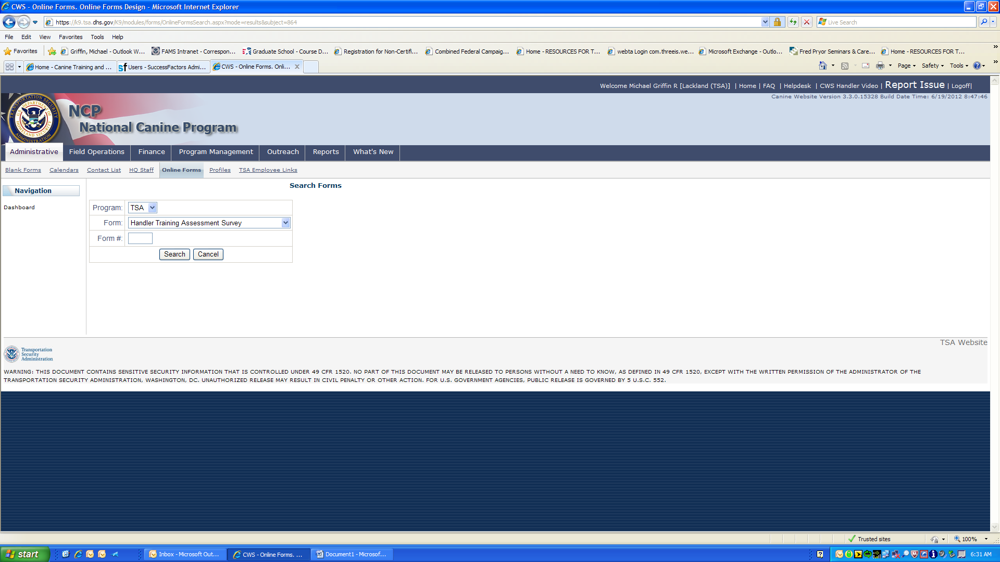 CWS - Online Forms. Online Forms Design - Microsoft Internet Explorer
https://k9.tsa.dhs.gov/K9/modules/forms/OnlineFormsSearch.aspx?mode=results&subject=864
Live Search
File Edit View Favorites Tools Help
Favorites Griffin, Michael - Outlook W... FAMS Intranet - Correspon... Graduate School - Course D... Registration for Non-Certifi... Combined Federal Campaig... Home - RESOURCES FOR T... webta Login com.threeis.we... Microsoft Exchange - Outlo... Fred Pryor Seminars & Care... Home - RESOURCES FOR T...
Home - Canine Training and ... Users - SuccessFactors Admi... CWS - Online Forms. Onli... Page Safety Tools
Welcome Michael Griffin R [Lackland (TSA)] | Home | FAQ | Helpdesk | CWS Handler Video | Report Issue | Logoff|
Canine Website Version 3.3.0.15328 Build Date Time: 6/19/2012 8:47:46
NCP
National Canine Program
Administrative Field Operations Finance Program Management Outreach Reports What's New
Blank Forms Calendars Contact List HQ Staff Online Forms Profiles TSA Employee Links
Navigation
Dashboard
Search Forms
Program: TSA
Form: Handler Training Assessment Survey
Form #:
Search Cancel
TSA Website
Transportation
Security
Administration
WARNING: THIS DOCUMENT CONTAINS SENSITIVE SECURITY INFORMATION THAT IS CONTROLLED UNDER 49 CFR 1520. NO PART OF THIS DOCUMENT MAY BE RELEASED TO PERSONS WITHOUT A NEED TO KNOW, AS DEFINED IN 49 CFR 1520, EXCEPT WITH THE WRITTEN PERMISSION OF THE ADMINISTRATOR OF THE
TRANSPORTATION SECURITY ADMINISTRATION, WASHINGTON, DC. UNAUTHORIZED RELEASE MAY RESULT IN CIVIL PENALTY OR OTHER ACTION. FOR U.S. GOVERNMENT AGENCIES, PUBLIC RELEASE IS GOVERNED BY 5 U.S.C. 552.
Trusted sites 100%
start Inbox - Microsoft Out... CWS - Online Forms. ... Document1 - Microsof... 6:31 AM